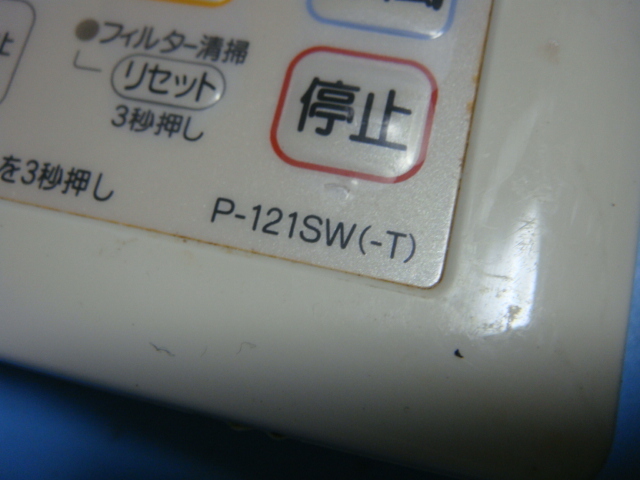 止
フィルター清掃
リセット
3秒押し
停止
を3秒押し
P-121SW(-T)